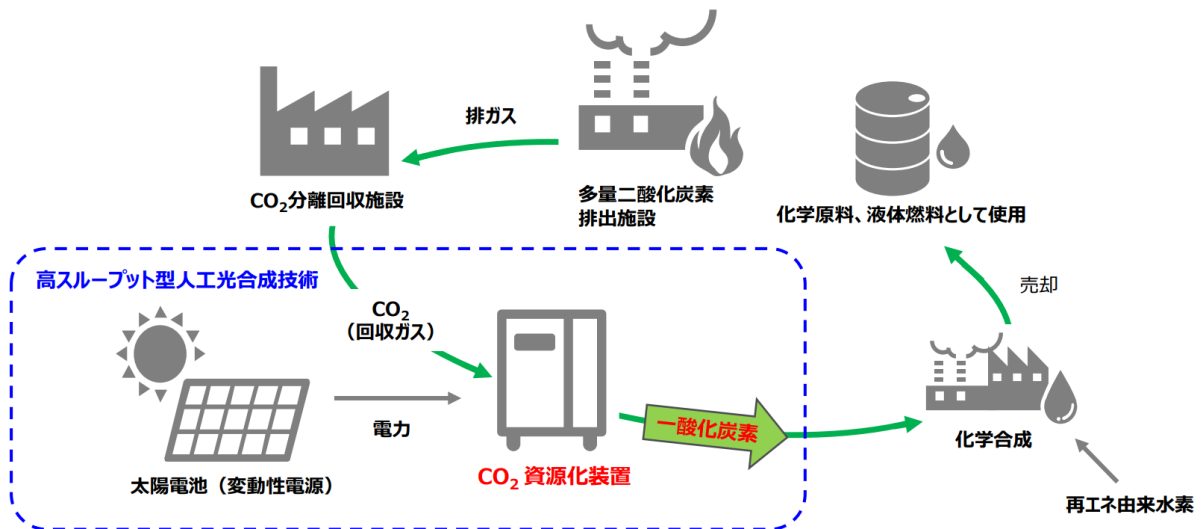 排ガス
CO₂分離回収施設
多量二酸化炭素
排出施設
化学原料、液体燃料として使用
高スループット型人工光合成技術
CO₂
（回収ガス）
売却
電力
一酸化炭素
化学合成
太陽電池（変動性電源）
CO₂ 資源化装置
再エネ由来水素